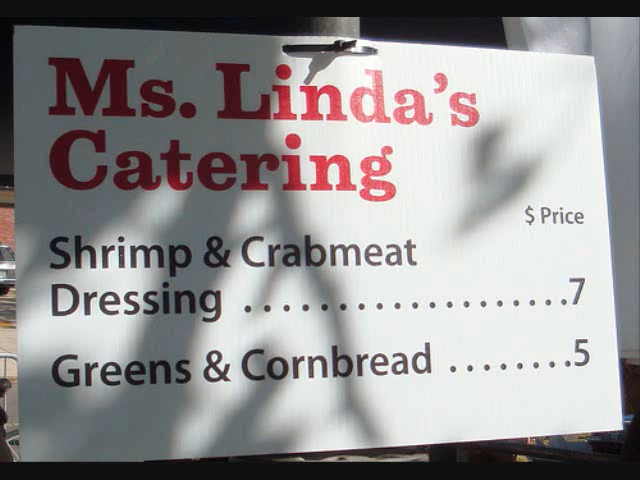 Ms. Linda's
Catering
$ Price
Shrimp & Crabmeat
Dressing ....................7
Greens & Cornbread ........5